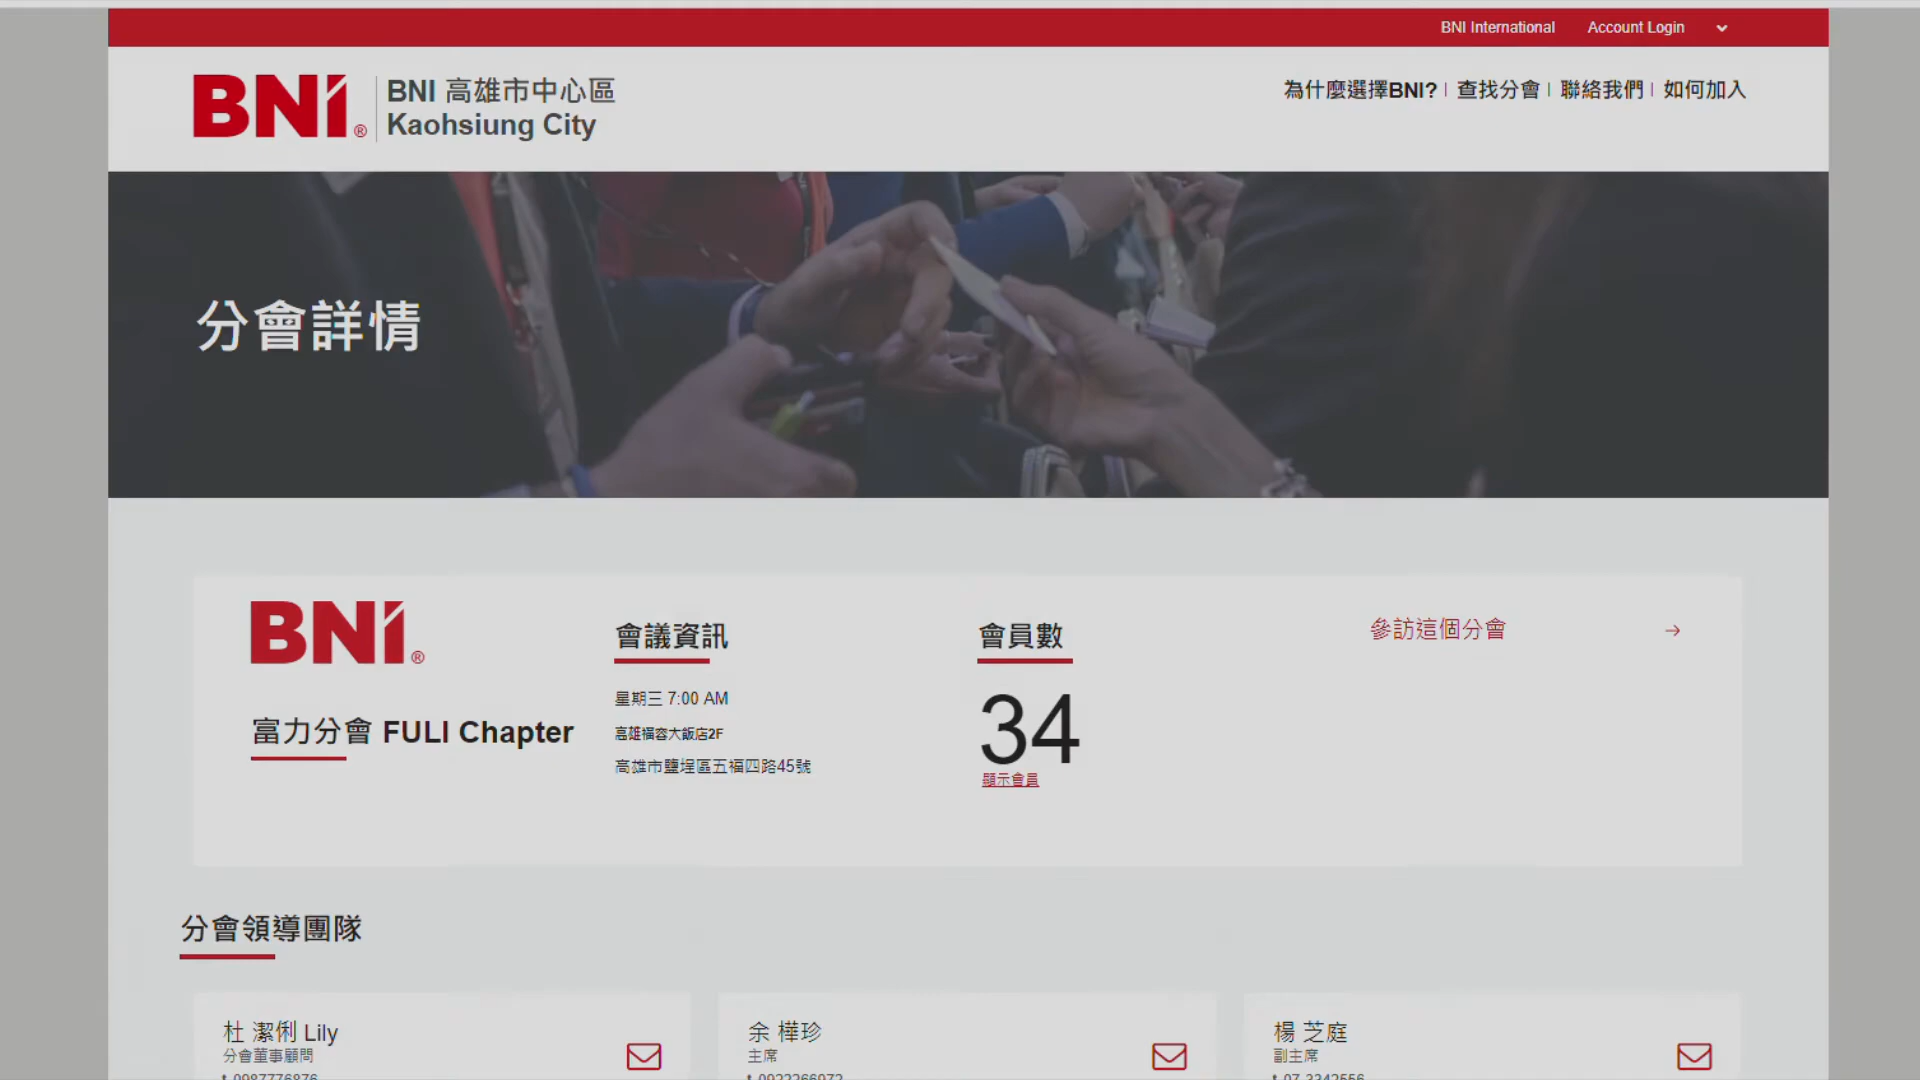 BNI International Account Login
BNI® BNI 高雄市中心區
Kaohsiung City
為什麼選擇BNI? | 查找分會 | 聯絡我們 | 如何加入
分會詳情
BNI®
富力分會 FULI Chapter
會議資訊
星期三 7:00 AM
高雄福容大飯店2F
高雄市鹽埕區五福四路45號
會員數
34
顯示會員
參訪這個分會
分會領導團隊
杜 潔俐 Lily
分會董事顧問
t 0987776876
余 樺珍
主席
t 0922266972
楊 芝庭
副主席
t 07-3342556